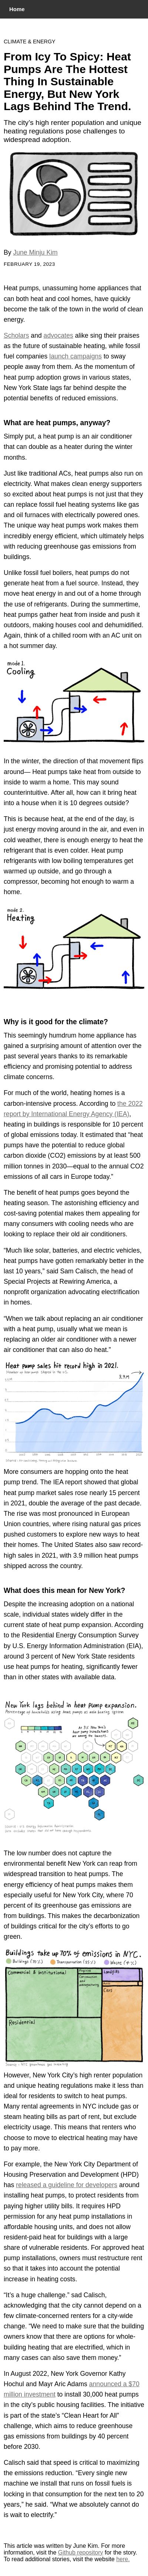 Home
CLIMATE & ENERGY
From Icy To Spicy: Heat
Pumps Are The Hottest
Thing In Sustainable
Energy, But New York
Lags Behind The Trend.
The city's high renter population and unique
heating regulations pose challenges to
widespread adoption.
By June Minju Kim
FEBRUARY 19, 2023
Heat pumps, unassuming home appliances that
can both heat and cool homes, have quickly
become the talk of the town in the world of clean
energy.
Scholars and advocates alike sing their praises
as the future of sustainable heating, while fossil
fuel companies launch campaigns to sway
people away from them. As the momentum of
heat pump adoption grows in various states,
New York State lags far behind despite the
potential benefits of reduced emissions.
What are heat pumps, anyway?
Simply put, a heat pump is an air conditioner
that can double as a heater during the winter
months.
Just like traditional ACs, heat pumps also run on
electricity. What makes clean energy supporters
so excited about heat pumps is not just that they
can replace fossil fuel heating systems like gas
and oil furnaces with electricity-powered ones.
The unique way heat pumps work makes them
incredibly energy efficient, which ultimately helps
with reducing greenhouse gas emissions from
buildings.
Unlike fossil fuel boilers, heat pumps do not
generate heat from a fuel source. Instead, they
move heat energy in and out of a home through
the use of refrigerants. During the summertime,
heat pumps gather heat from inside and push it
outdoors, making houses cool and dehumidified.
Again, think of a chilled room with an AC unit on
a hot summer day.
mode 1.
Cooling
In the winter, the direction of that movement flips
around— Heat pumps take heat from outside to
inside to warm a home. This may sound
counterintuitive. After all, how can it bring heat
into a house when it is 10 degrees outside?
This is because heat, at the end of the day, is
just energy moving around in the air, and even in
cold weather, there is enough energy to heat the
refrigerant that is even colder. Heat pump
refrigerants with low boiling temperatures get
warmed up outside, and go through a
compressor, becoming hot enough to warm a
home.
mode 2.
Heating
Why is it good for the climate?
This seemingly humdrum home appliance has
gained a surprising amount of attention over the
past several years thanks to its remarkable
efficiency and promising potential to address
climate concerns.
For much of the world, heating homes is a
carbon-intensive process. According to the 2022
report by International Energy Agency (IEA),
heating in buildings is responsible for 10 percent
of global emissions today. It estimated that "heat
pumps have the potential to reduce global
carbon dioxide (CO2) emissions by at least 500
million tonnes in 2030—equal to the annual CO2
emissions of all cars in Europe today."
The benefit of heat pumps goes beyond the
heating season. The astonishing efficiency and
cost-saving potential makes them appealing for
many consumers with cooling needs who are
looking to replace their old air conditioners.
"Much like solar, batteries, and electric vehicles,
heat pumps have gotten remarkably better in the
last 10 years," said Sam Calisch, the head of
Special Projects at Rewiring America, a
nonprofit organization advocating electrification
in homes.
"When we talk about replacing an air conditioner
with a heat pump, usually what we mean is
replacing an older air conditioner with a newer
air conditioner that can also do heat."
Heat pump sales hit record high in 2021.
3.9M
More consumers are hopping onto the heat
pump trend. The IEA report showed that global
heat pump market sales rose nearly 15 percent
in 2021, double the average of the past decade.
The rise was most pronounced in European
Union countries, where rising natural gas prices
pushed customers to explore new ways to heat
their homes. The United States also saw record-
high sales in 2021, with 3.9 million heat pumps
sold across the country.
What does this mean for New York?
Despite the increasing adoption on a national
scale, individual states widely differ in the
current state of heat pump expansion. According
to the Residential Energy Consumption Survey
by U.S. Energy Information Administration (EIA),
around 3 percent of New York State residents
use heat pumps for heating, significantly fewer
than in other states with available data.
New York lags behind in heat pump expansion.
The low number does not capture the
environmental benefit New York can reap from
widespread transition to heat pumps. The
energy efficiency of heat pumps makes them
especially useful for New York City, where 70
percent of its greenhouse gas emissions are
from buildings. This makes the decarbonization
of buildings critical for the city's efforts to go
green.
Buildings take up 70% of emissions in NYC.
Commercial & Institutional
Residential
Cars
However, New York City's high renter population
and unique heating regulations make it less than
ideal for residents to switch to heat pumps.
Many rental agreements in NYC include gas or
steam heating bills as part of rent, but exclude
electricity usage. This means that renters who
choose to move to electrical heating may have
to pay more.
For example, the New York City Department of
Housing Preservation and Development (HPD)
has released a guideline for developers around
installing heat pumps, to protect residents from
paying higher utility bills. It requires HPD
permission for any heat pump installations in
affordable housing units, and does not allow
resident-paid heat for buildings with a large
share of vulnerable residents. For approved heat
pump installations, owners must restructure rent
so that it takes into account the potential
increase in heating costs.
"It's a huge challenge." sad Calisch,
acknowledging that the city cannot depend on a
few climate-concerned renters for a city-wide
change. "We need to make sure that the building
owners know that there are options for whole-
building heating that are electrified, which in
many cases can also save them money."
In August 2022, New York Governor Kathy
Hochul and Mayr Aric Adams announced a $70
million investment to install 30,000 heat pumps
in the city's public housing facilities. The initiative
is part of the state's "Clean Heat for All"
challenge, which aims to reduce greenhouse
gas emissions from buildings by 40 percent
before 2030.
Callisch said that speed is critical to maximizing
the emissions reduction. "Every single new
machine we install that runs on fossil fuels is
locking in that consumption for the next ten to 20
years," he said. "What we absolutely cannot do
is wait to electrify."
This article was written by June Kim. For more
information, visit the Github repository for the story.
To read additional stories, visit the website here.